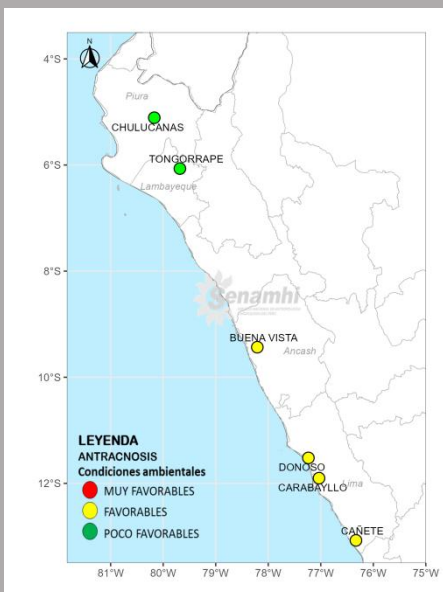 N
4°S
Piura
CHULUCANAS
TONGORRAPE
6°S
Lambayeque
8°S
Senamhi
BUENA VISTA
Ancash
10°S
LEYENDA
ANTRACNOSIS
Condiciones ambientales
MUY FAVORABLES
FAVORABLES
POCO FAVORABLES
DONOSO
CARABAYLLO
Lima
12°S
CAÑETE
81°W 80°W 79°W 78°W 77°W 76°W 75°W